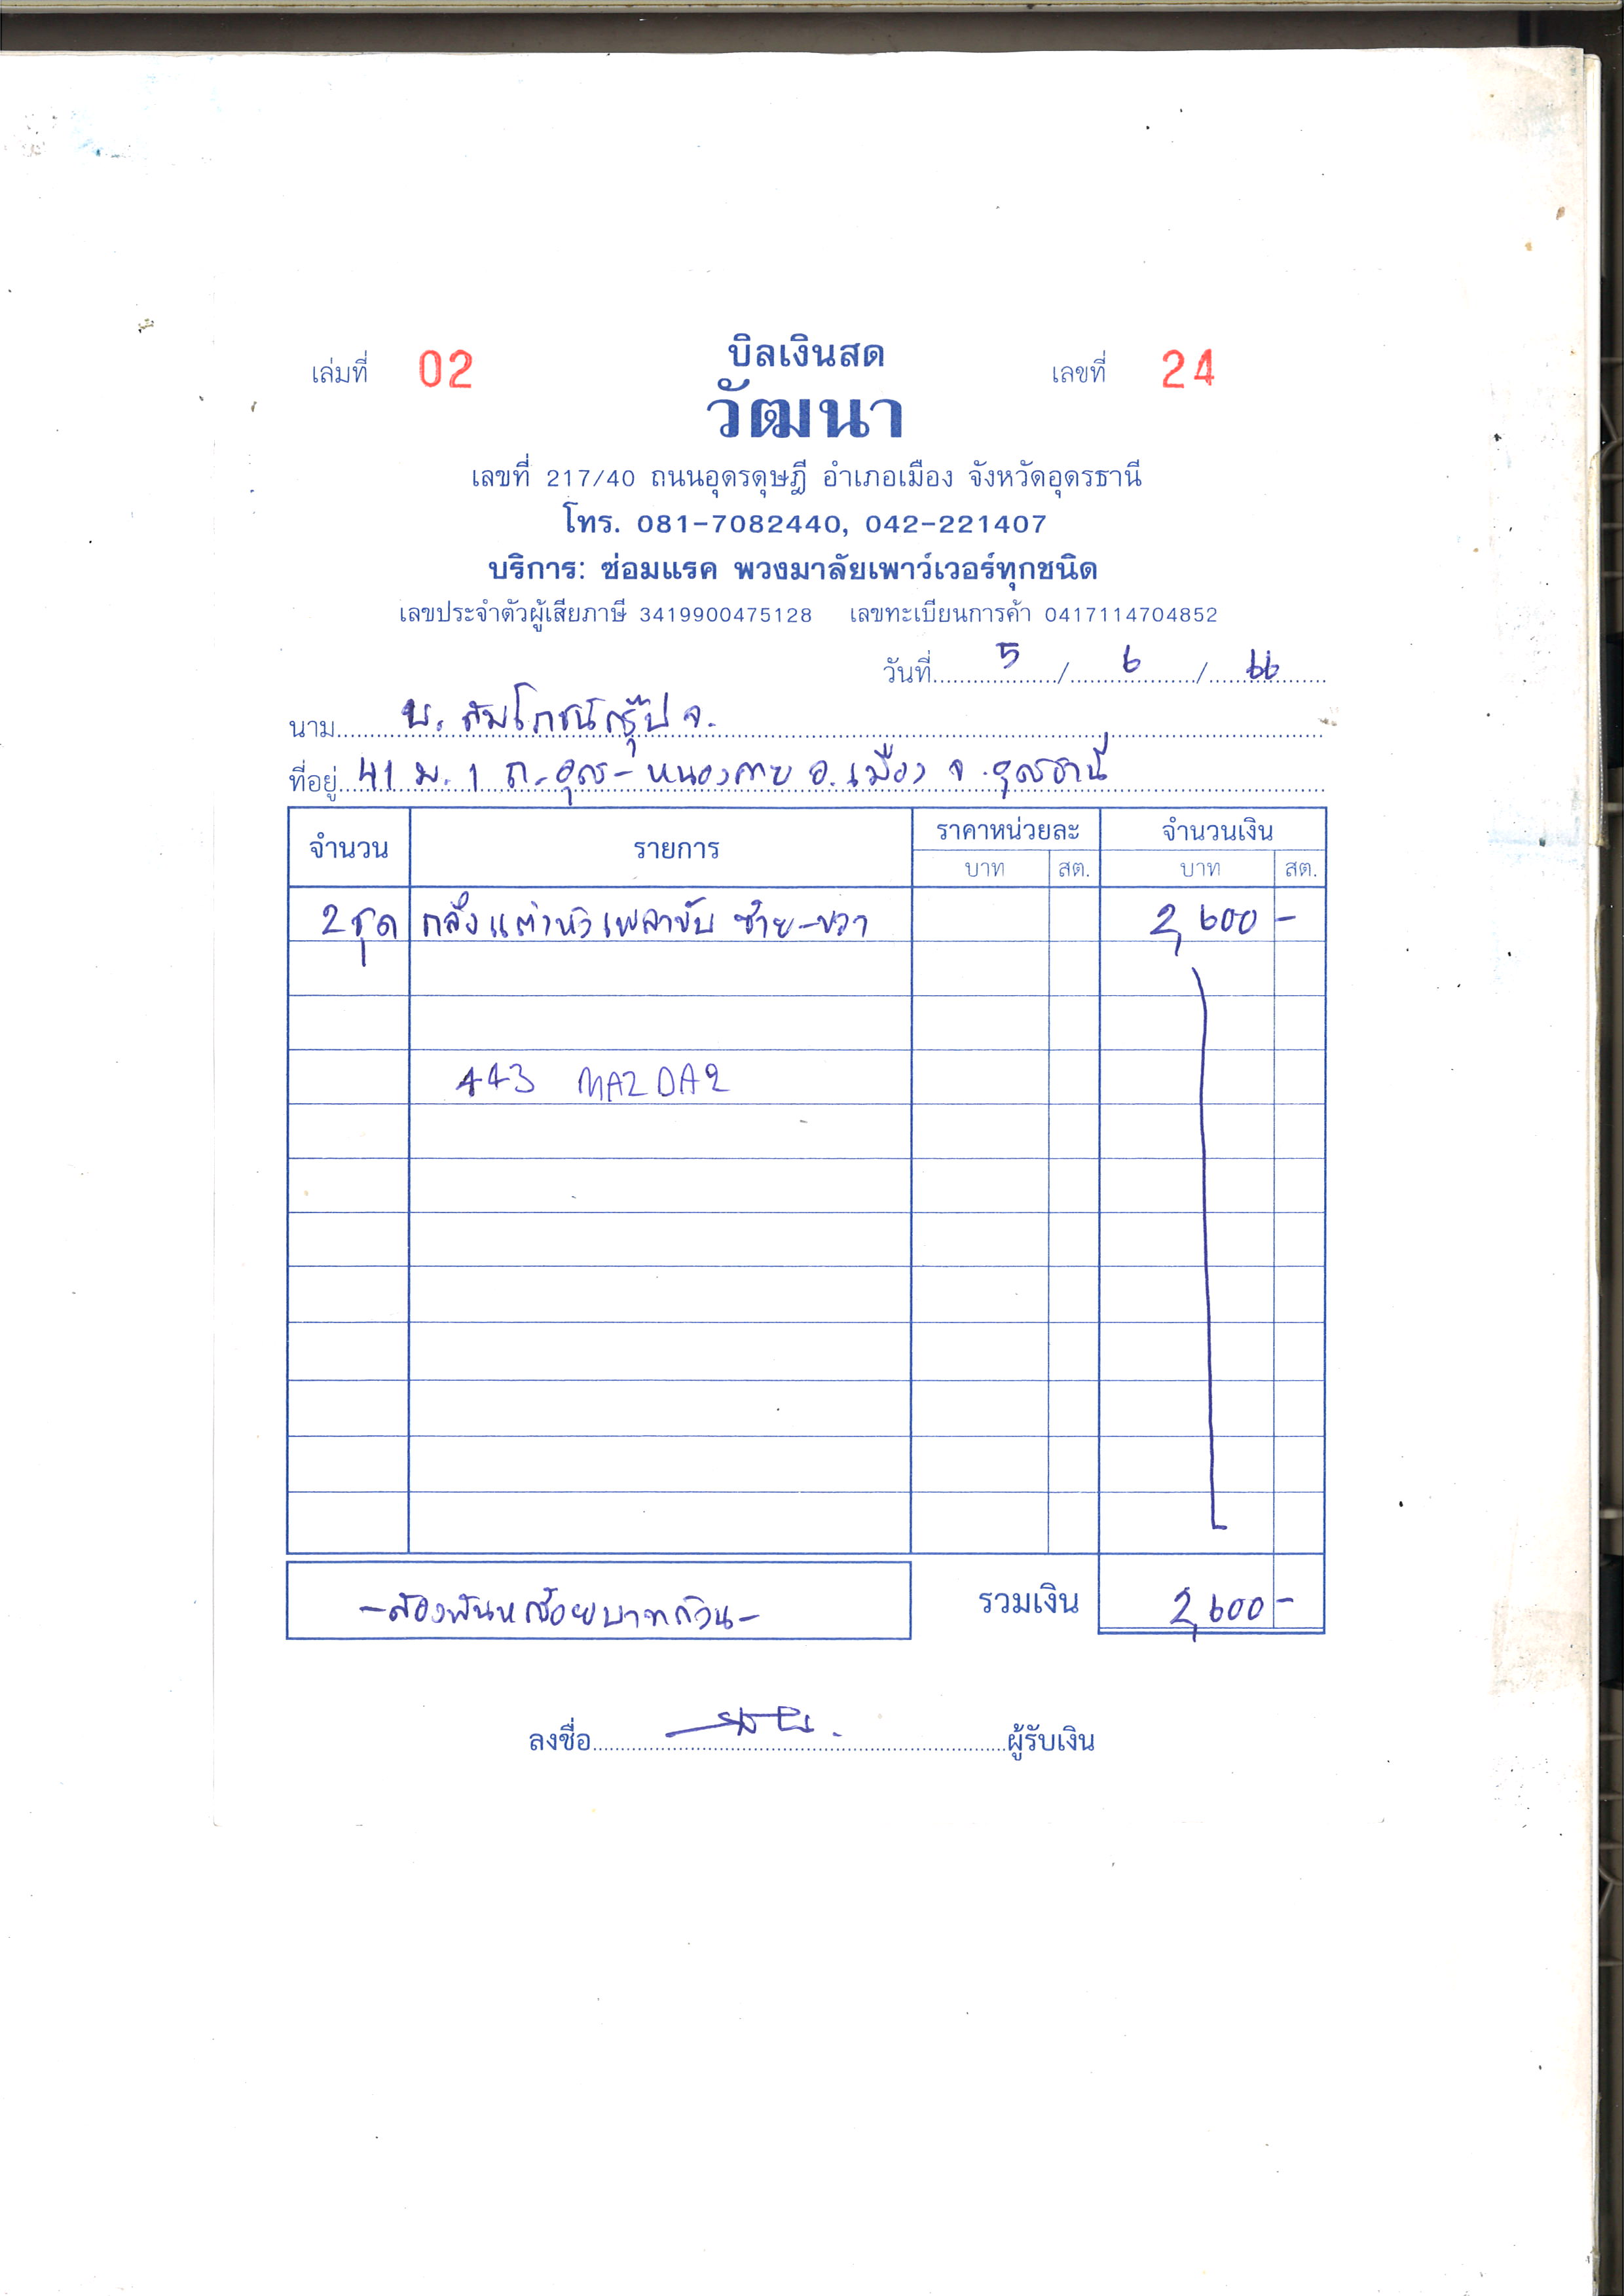 บิลเงินสด
เล่มที่ 02 เลขที่ 24
วัฒนา
เลขที่ 217/40 ถนนอุดรดุษฎี อำเภอเมือง จังหวัดอุดรธานี
โทร. 081-7082440, 042-221407
บริการ: ซ่อมแรค พวงมาลัยเพาว์เวอร์ทุกชนิด
เลขประจำตัวผู้เสียภาษี 3419900475128 เลขทะเบียนการค้า 0417114704852
วันที่ 5 / 6 / 66
นาม บ. สัมโภชน์กรุ๊ป จ.
ที่อยู่ 41 ม. 1 ถ. อุดร - หนองคาย อ. เมือง จ. อุดรธานี
จำนวน รายการ ราคาหน่วยละ จำนวนเงิน
บาท สต. บาท สต.
2 ชุด กลึงแต่งหัวเพลาขับ ซ้าย-ขวา 2,600 -
443 MAZDA2
- สองพันหกร้อยบาทถ้วน - รวมเงิน 2,600 -
ลงชื่อ ผู้รับเงิน